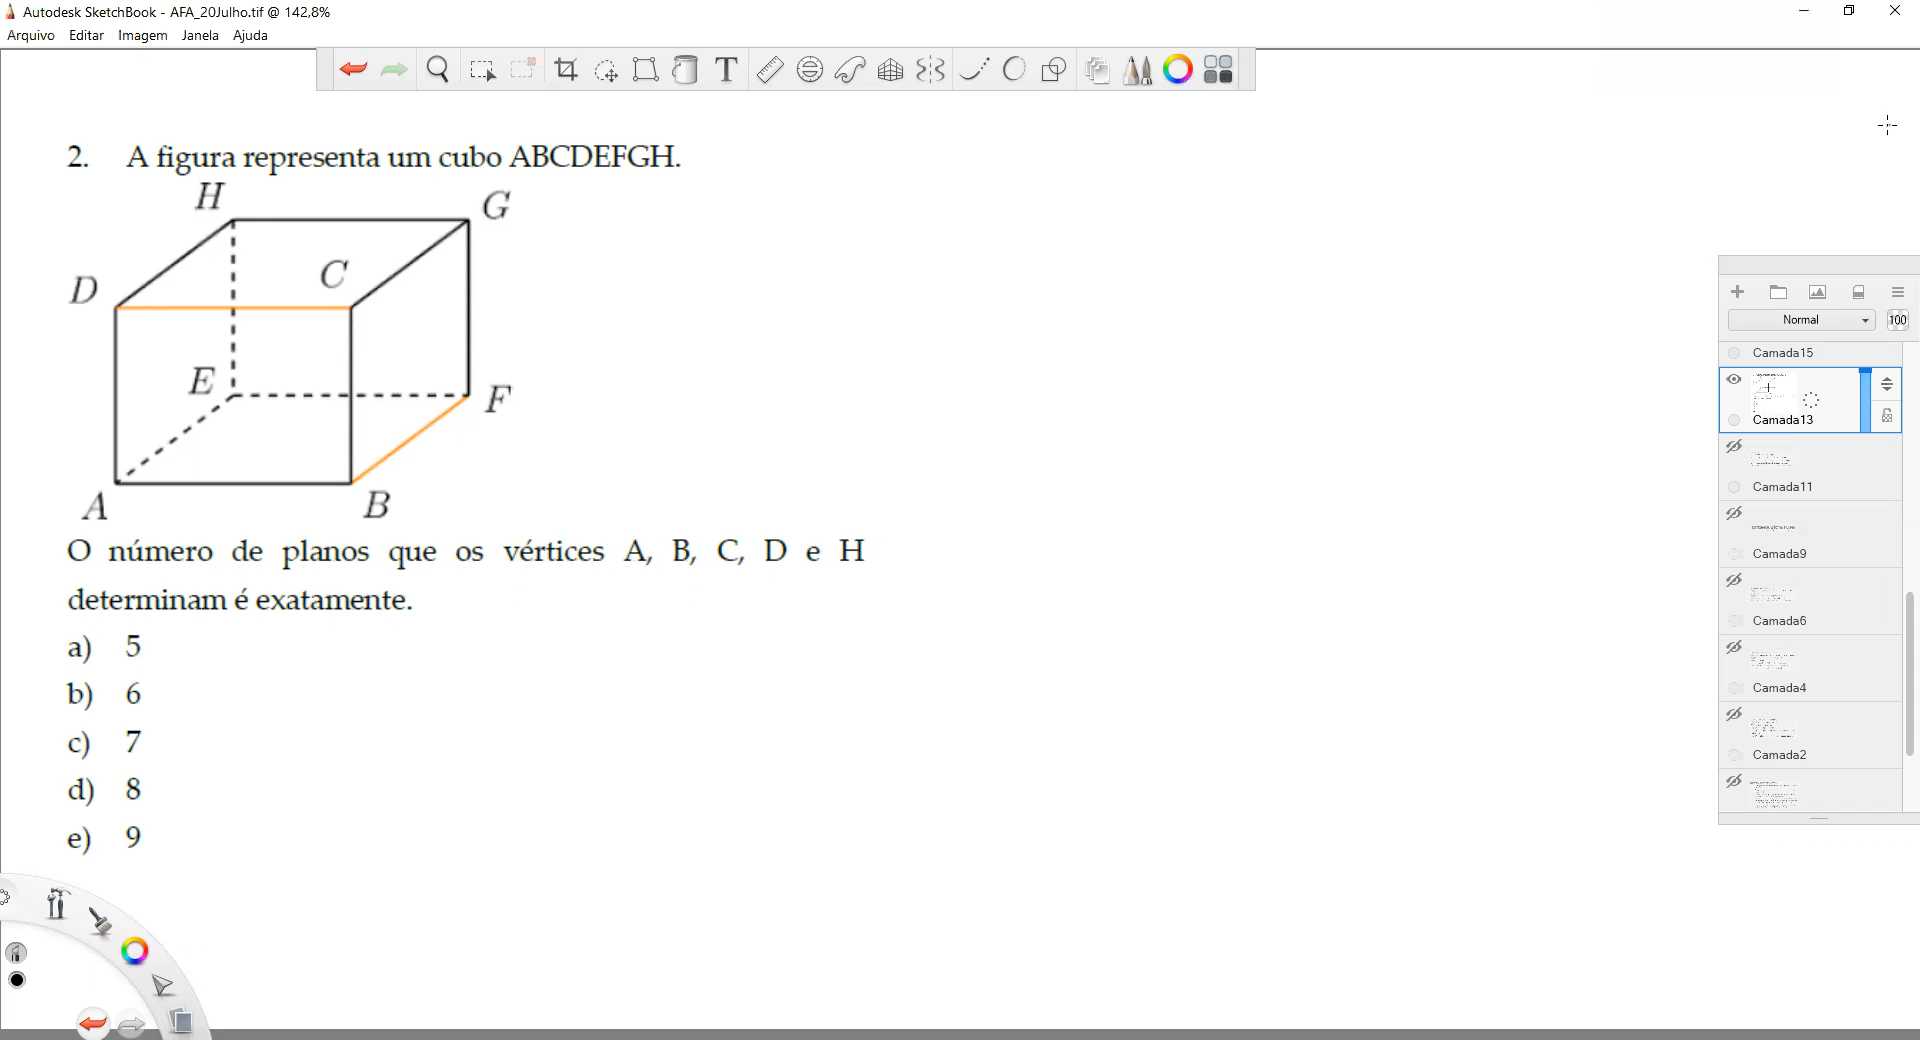 Autodesk SketchBook - AFA_20Julho.tif @ 142,8%
Arquivo Editar Imagem Janela Ajuda
2. A figura representa um cubo ABCDEFGH.
H
G
D
C
E
F
A
B
O número de planos que os vértices A, B, C, D e H
determinam é exatamente.
a) 5
b) 6
c) 7
d) 8
e) 9
Normal 100
Camada15
Camada13
Camada11
Camada9
Camada6
Camada4
Camada2